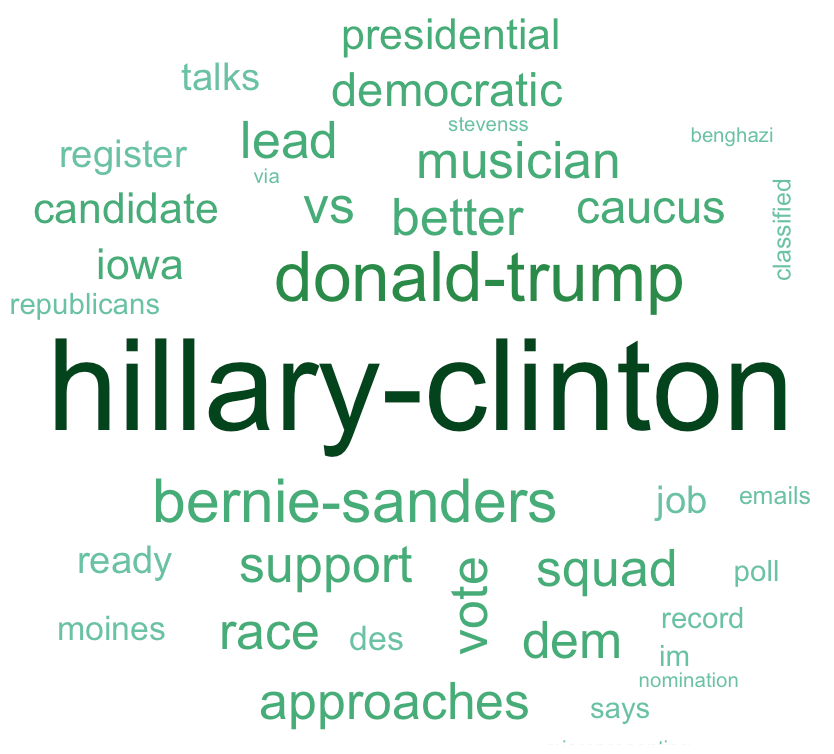 presidential
talks
democratic
stevenss
benghazi
lead
register
musician
via
classified
candidate
vs
better
caucus
iowa
donald-trump
republicans
hillary-clinton
bernie-sanders
job
emails
ready
support
vote
squad
poll
moines
race
des
dem
record
im
nomination
approaches
says